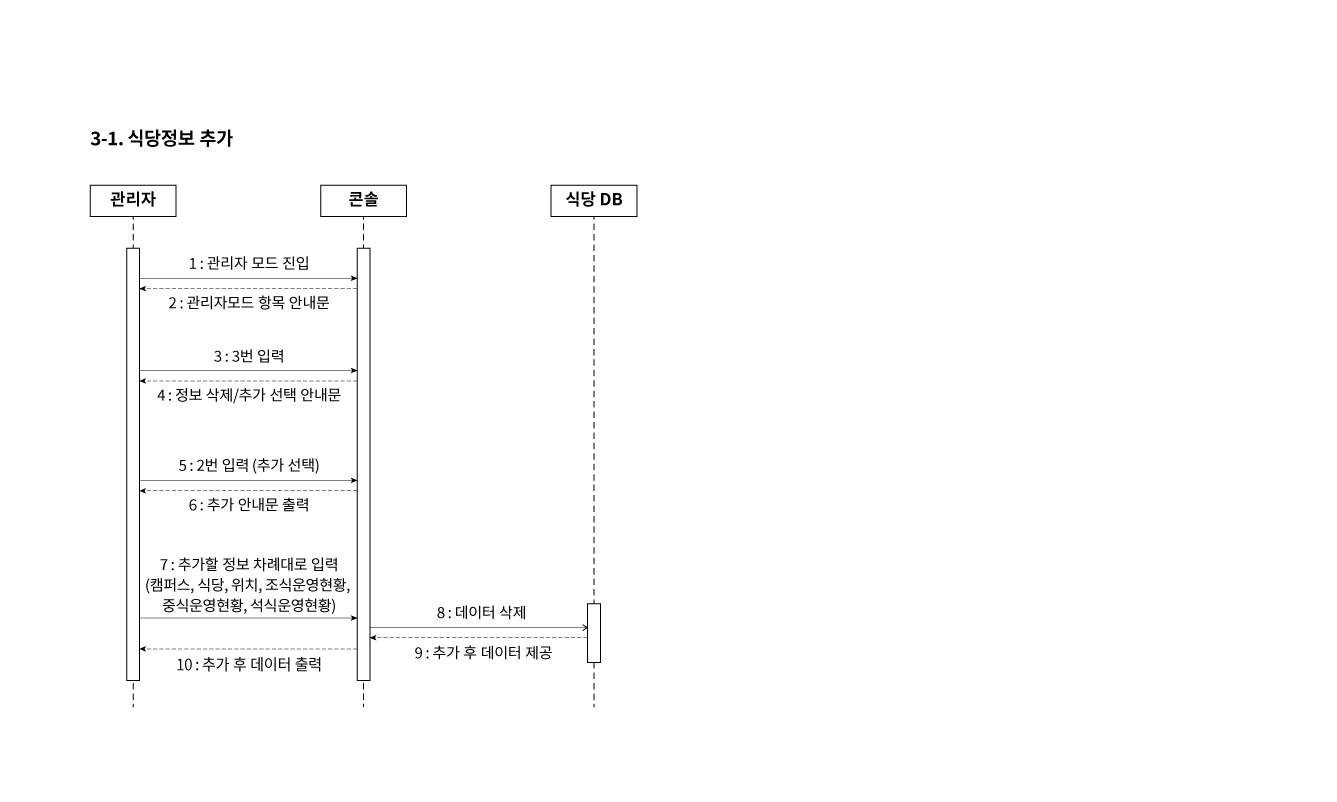 3-1. 식당정보 추가
관리자
콘솔
식당 DB
1 : 관리자 모드 진입
2 : 관리자모드 항목 안내문
3 : 3번 입력
4 : 정보 삭제/추가 선택 안내문
5 : 2번 입력 (추가 선택)
6 : 추가 안내문 출력
7 : 추가할 정보 차례대로 입력
(캠퍼스, 식당, 위치, 조식운영현황,
중식운영현황, 석식운영현황)
8 : 데이터 삭제
9 : 추가 후 데이터 제공
10 : 추가 후 데이터 출력